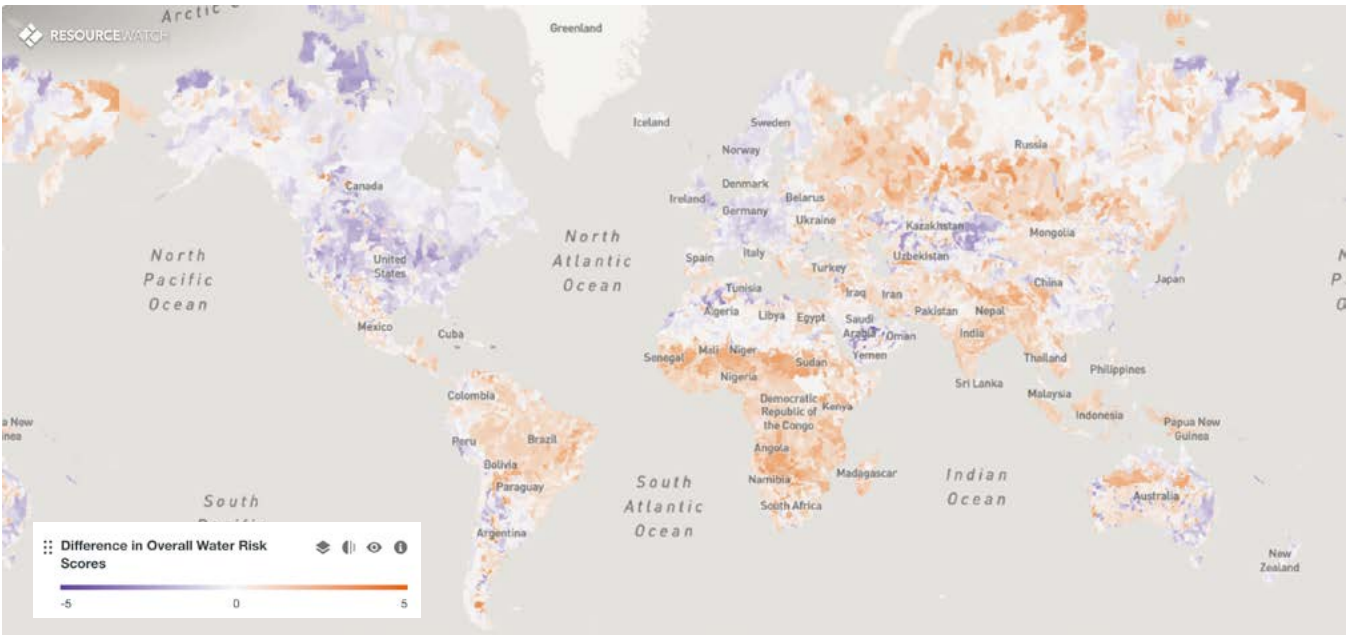 Arctic
RESOURCEWATCH
Greenland
Iceland
Sweden
Norway
Russia
Canada
Denmark
Ireland
Belarus
Germany
Ukraine
Kazakhstan
Mongolia
North
Pacific
Ocean
United
States
North
Atlantic
Ocean
Spain
Italy
Uzbekistan
Turkey
Japan
Tunisia
Iraq
Iran
China
Algeria
Libya
Egypt
Saudi
Arabia
Pakistan
Nepal
Oman
India
Mexico
Cuba
Senegal
Mali
Niger
Sudan
Yemen
Thailand
Nigeria
Philippines
Sri Lanka
Colombia
Democratic
Republic of
the Congo
Kenya
Malaysia
Indonesia
Papua New
Guinea
Peru
Brazil
Angola
Bolivia
Paraguay
Namibia
Madagascar
South
Atlantic
Ocean
Indian
Ocean
Australia
South
South Africa
Argentina
New
Zealand
Difference in Overall Water Risk
Scores
-5
0
5